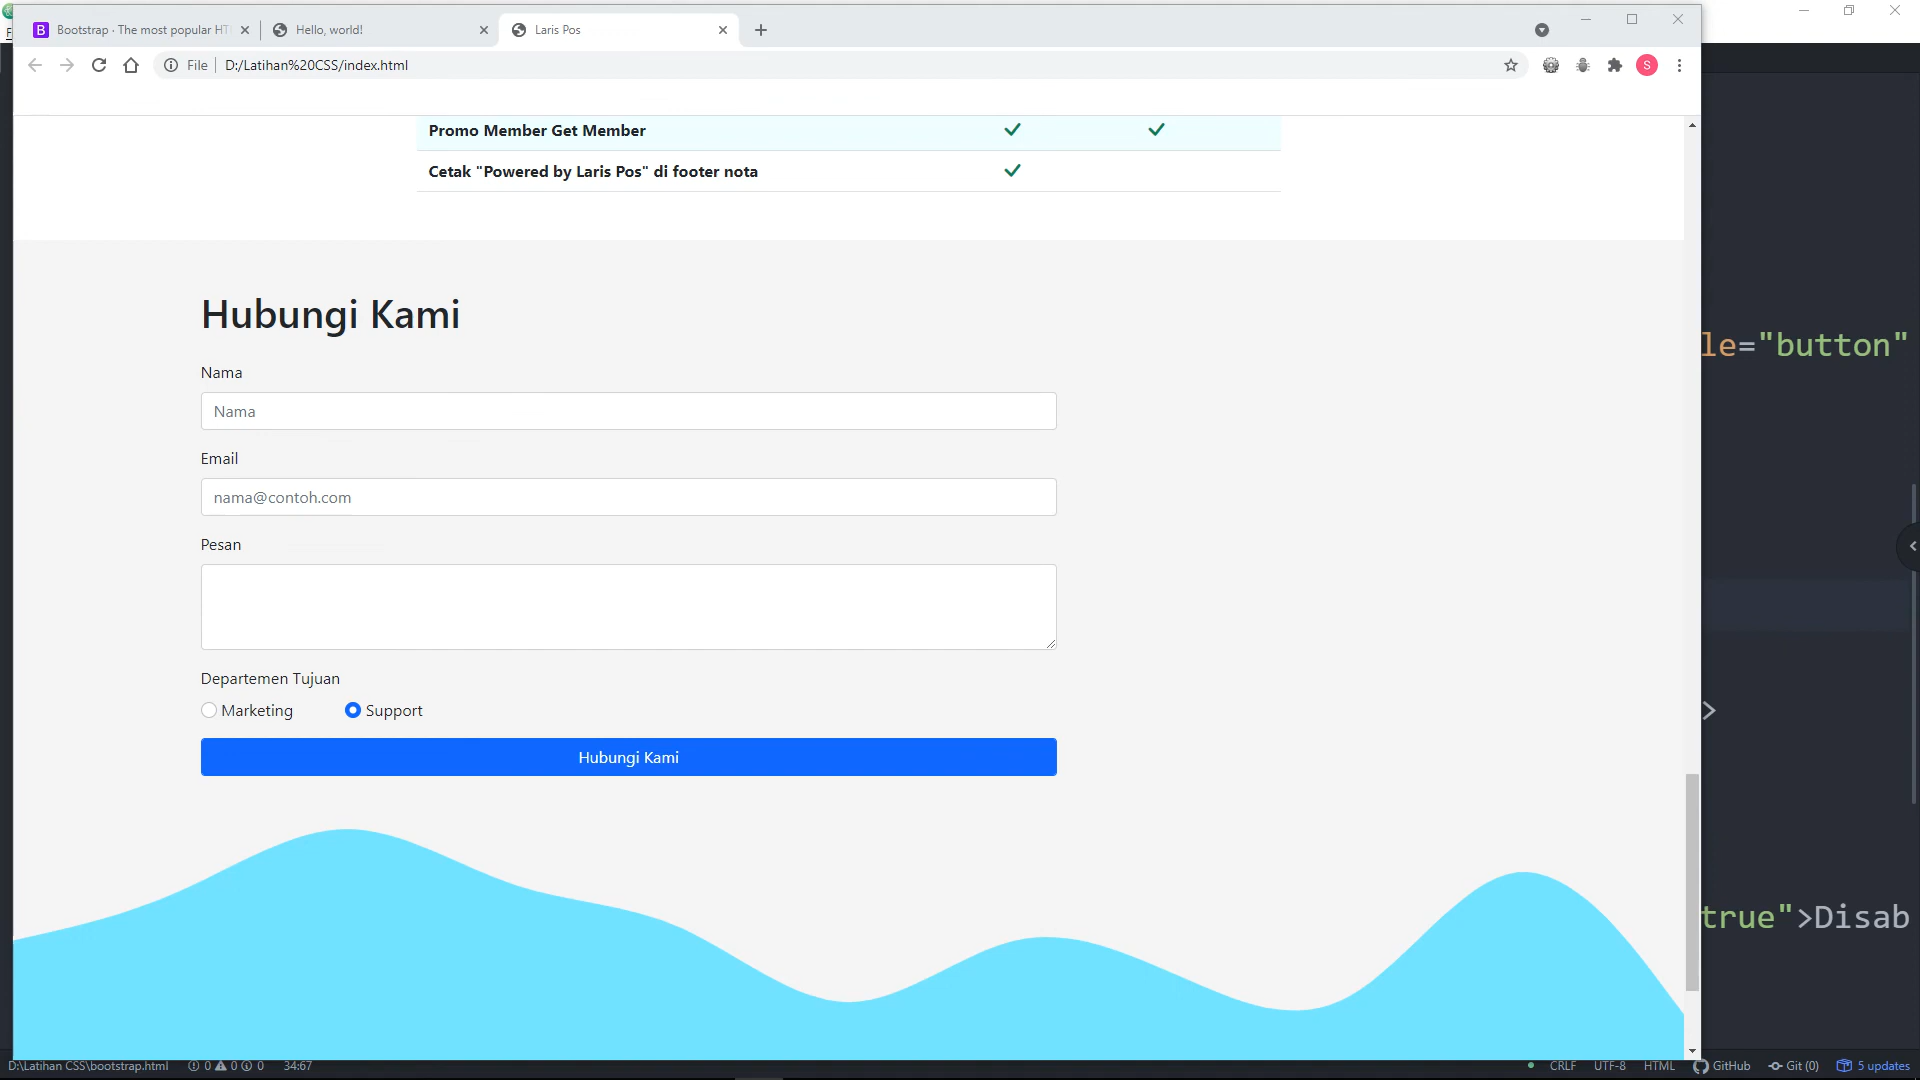 Bootstrap · The most popular HT
Hello, world!
Laris Pos
File
D:/Latihan%20CSS/index.html
S
Promo Member Get Member
Cetak "Powered by Laris Pos" di footer nota
Hubungi Kami
Nama
Nama
Email
nama@contoh.com
Pesan
Departemen Tujuan
Marketing
Support
Hubungi Kami
le="button"
>
true">Disab
D:\Latihan CSS\bootstrap.html
0 0 0
34:67
CRLF
UTF-8
HTML
GitHub
Git (0)
5 updates